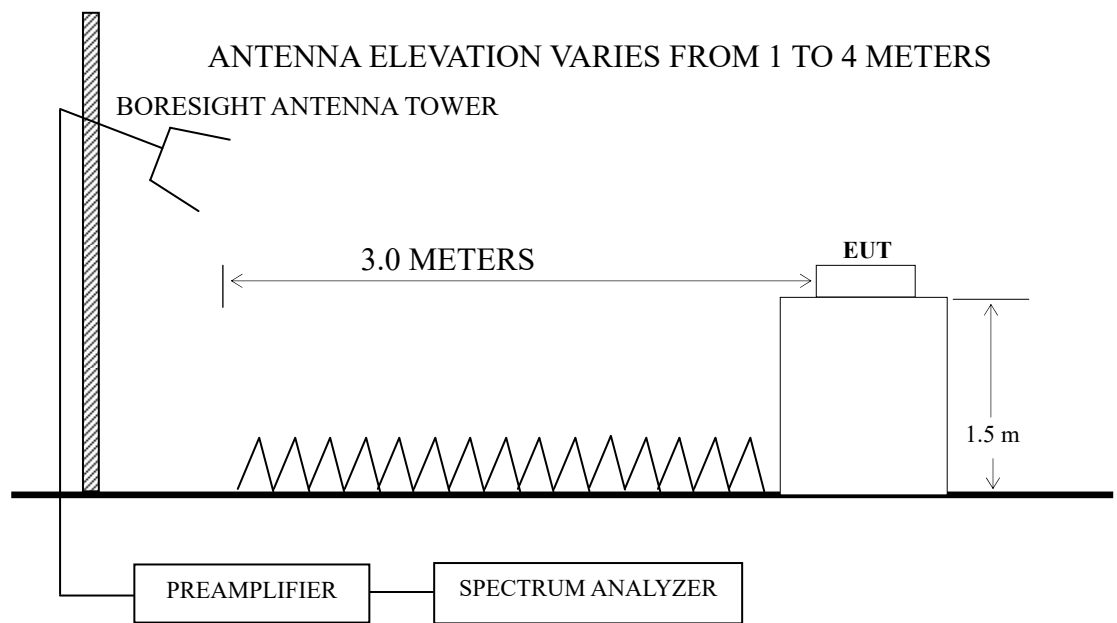 ANTENNA ELEVATION VARIES FROM 1 TO 4 METERS
BORESIGHT ANTENNA TOWER
3.0 METERS
EUT
1.5 m
PREAMPLIFIER
SPECTRUM ANALYZER